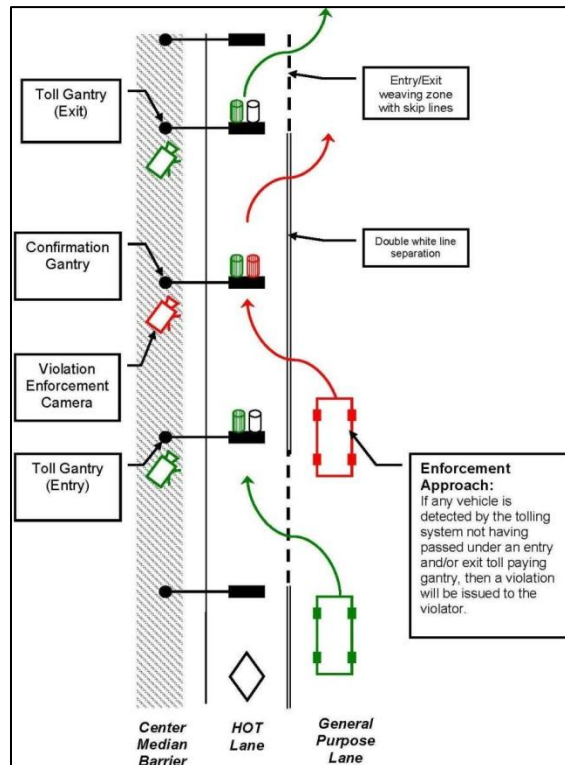 Toll Gantry
(Exit)
Entry/Exit
weaving zone
with skip lines
Confirmation
Gantry
Double white line
separation
Violation
Enforcement
Camera
Toll Gantry
(Entry)
Enforcement
Approach:
If any vehicle is
detected by the tolling
system not having
passed under an entry
and/or exit toll paying
gantry, then a violation
will be issued to the
violator.
Center
Median
Barrier
HOT
Lane
General
Purpose
Lane